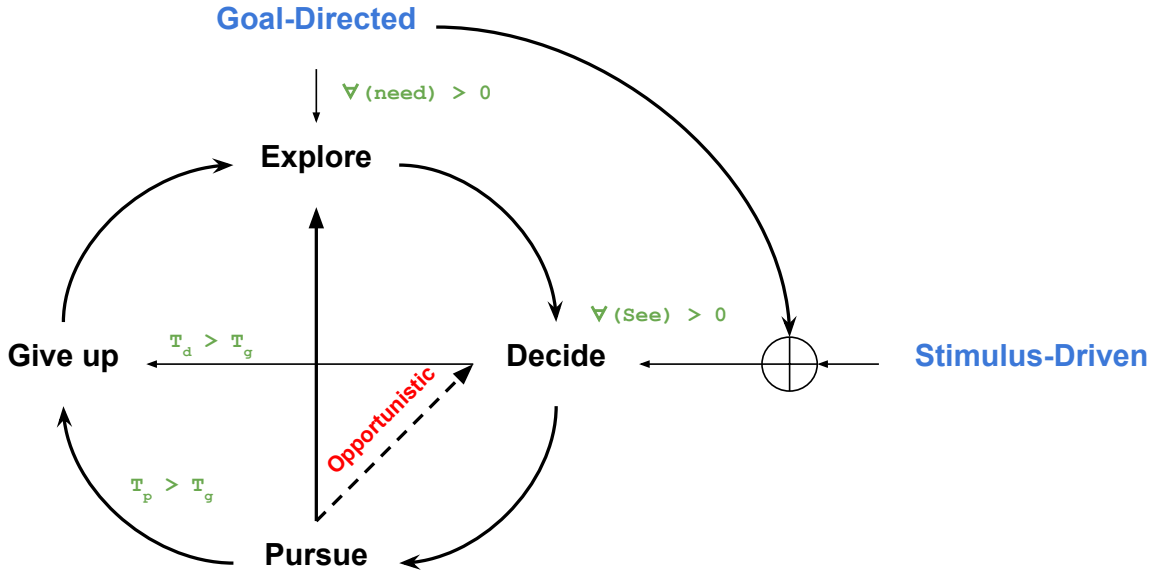 Goal-Directed
∀(need) > 0
Explore
∀(See) > 0
Give up
T_d > T_g
Decide
Stimulus-Driven
Opportunistic
T_p > T_g
Pursue